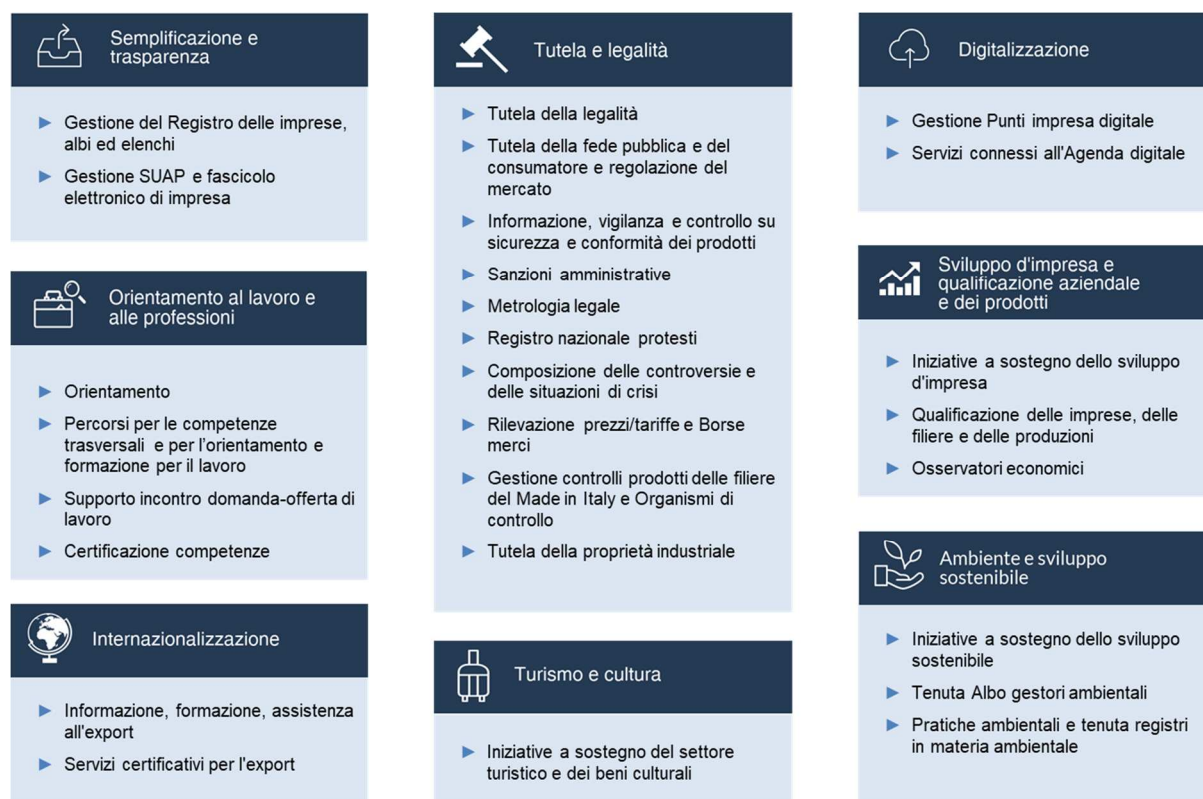 Semplificazione e
trasparenza
Gestione del Registro delle imprese,
albi ed elenchi
Gestione SUAP e fascicolo
elettronico di impresa
Orientamento al lavoro e
alle professioni
Orientamento
Percorsi per le competenze
trasversali e per l’orientamento e
formazione per il lavoro
Supporto incontro domanda-offerta di
lavoro
Certificazione competenze
Internazionalizzazione
Informazione, formazione, assistenza
all'export
Servizi certificativi per l'export
Tutela e legalità
Tutela della legalità
Tutela della fede pubblica e del
consumatore e regolazione del
mercato
Informazione, vigilanza e controllo su
sicurezza e conformità dei prodotti
Sanzioni amministrative
Metrologia legale
Registro nazionale protesti
Composizione delle controversie e
delle situazioni di crisi
Rilevazione prezzi/tariffe e Borse
merci
Gestione controlli prodotti delle filiere
del Made in Italy e Organismi di
controllo
Tutela della proprietà industriale
Turismo e cultura
Iniziative a sostegno del settore
turistico e dei beni culturali
Digitalizzazione
Gestione Punti impresa digitale
Servizi connessi all'Agenda digitale
Sviluppo d'impresa e
qualificazione aziendale
e dei prodotti
Iniziative a sostegno dello sviluppo
d'impresa
Qualificazione delle imprese, delle
filiere e delle produzioni
Osservatori economici
Ambiente e sviluppo
sostenibile
Iniziative a sostegno dello sviluppo
sostenibile
Tenuta Albo gestori ambientali
Pratiche ambientali e tenuta registri
in materia ambientale